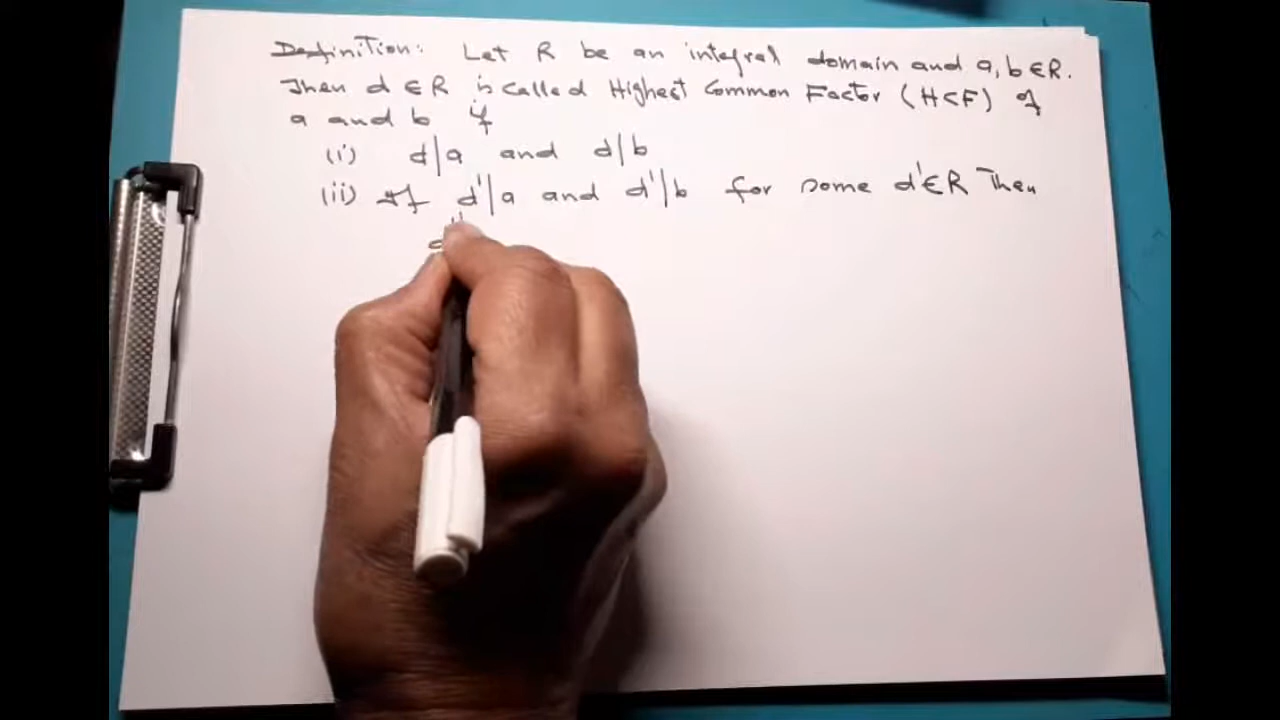 Definition: Let R be an integral domain and a, b ∈ R.
Then d ∈ R is called Highest Common Factor (HCF) of
a and b if
(i) d|a and d|b
(ii) If d'|a and d'|b for some d' ∈ R Then